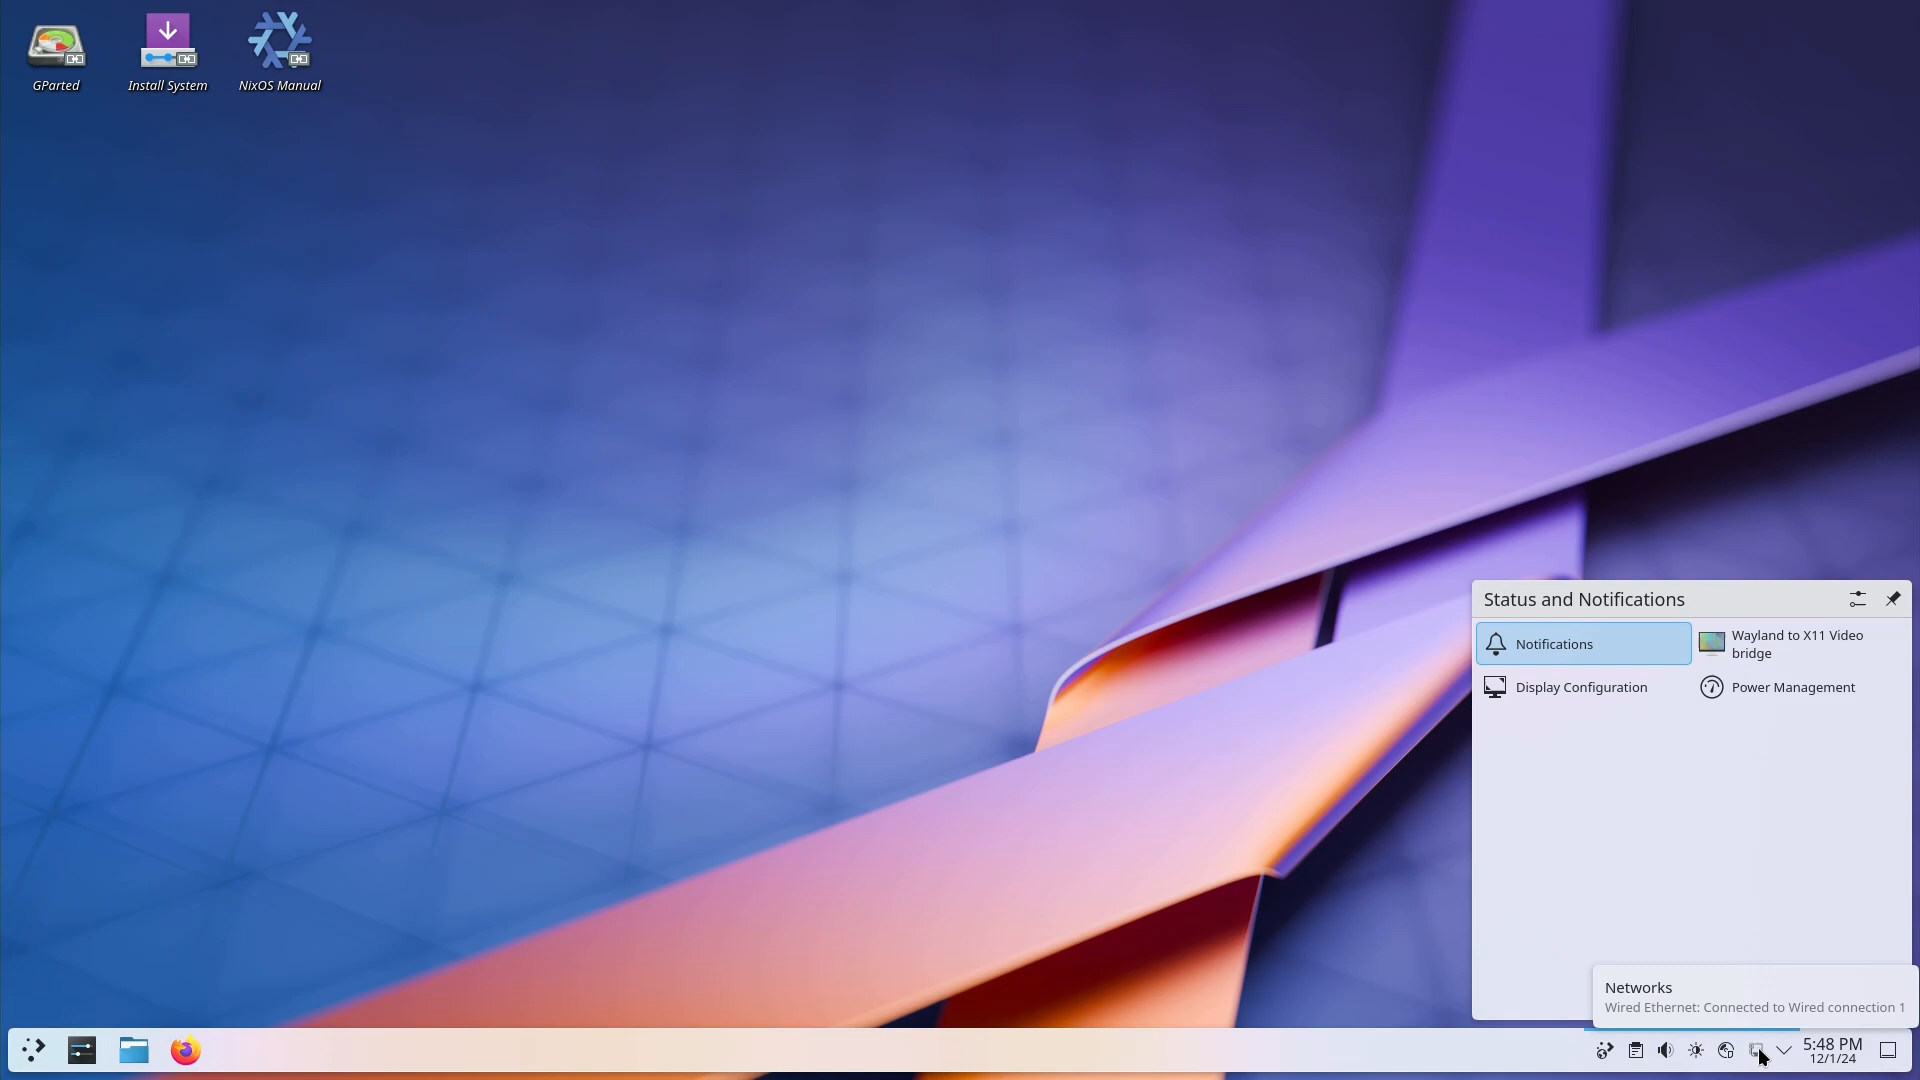 GParted
Install System
NixOS Manual
Status and Notifications
Notifications
Wayland to X11 Video
bridge
Display Configuration
Power Management
Networks
Wired Ethernet: Connected to Wired connection 1
5:48 PM
12/1/24